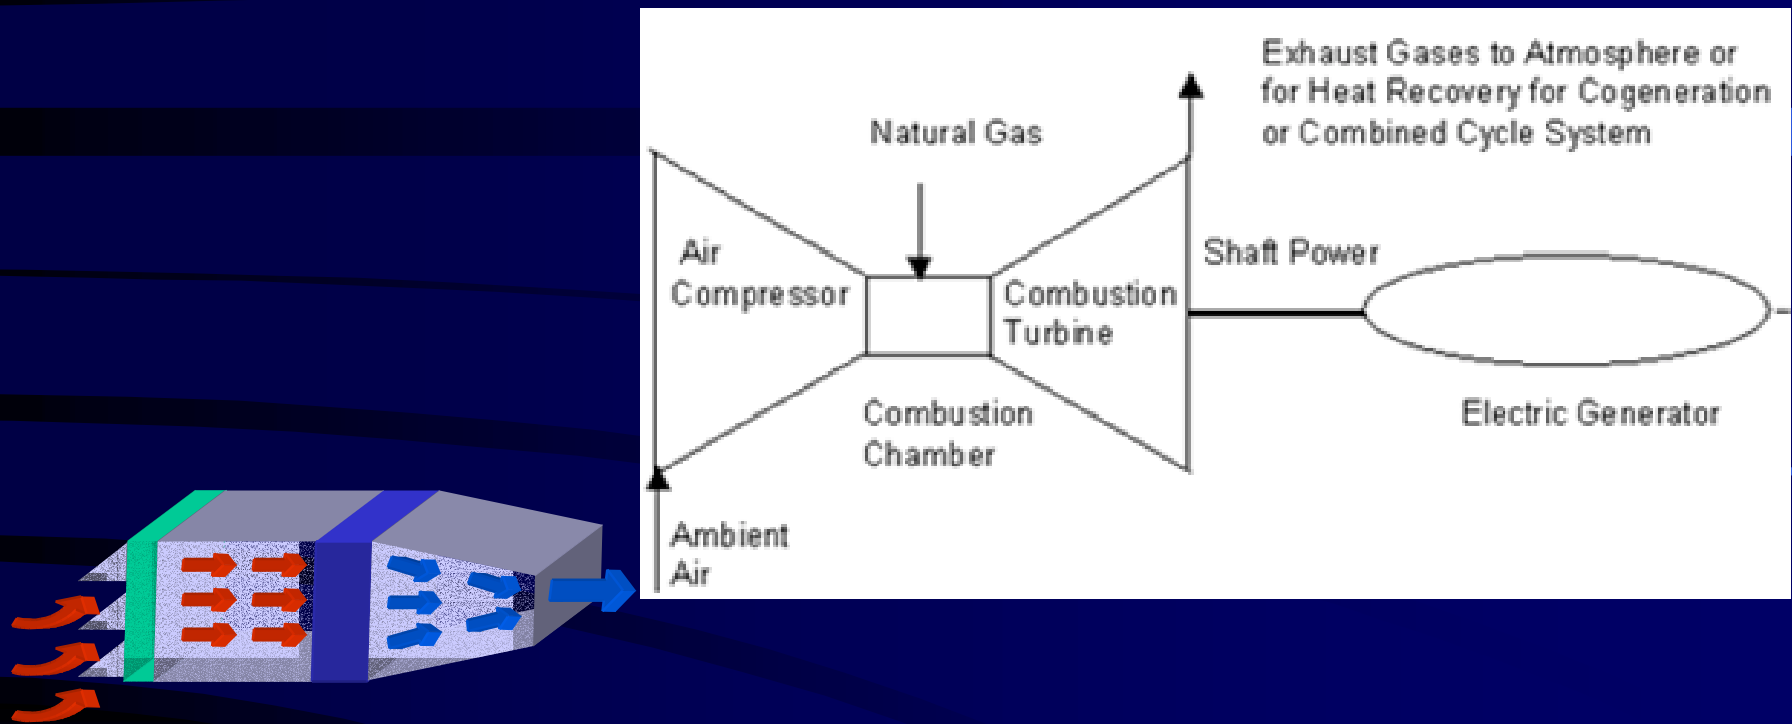 Exhaust Gases to Atmosphere or
for Heat Recovery for Cogeneration
or Combined Cycle System
Natural Gas
Air
Compressor
Combustion
Turbine
Shaft Power
Combustion
Chamber
Electric Generator
Ambient
Air